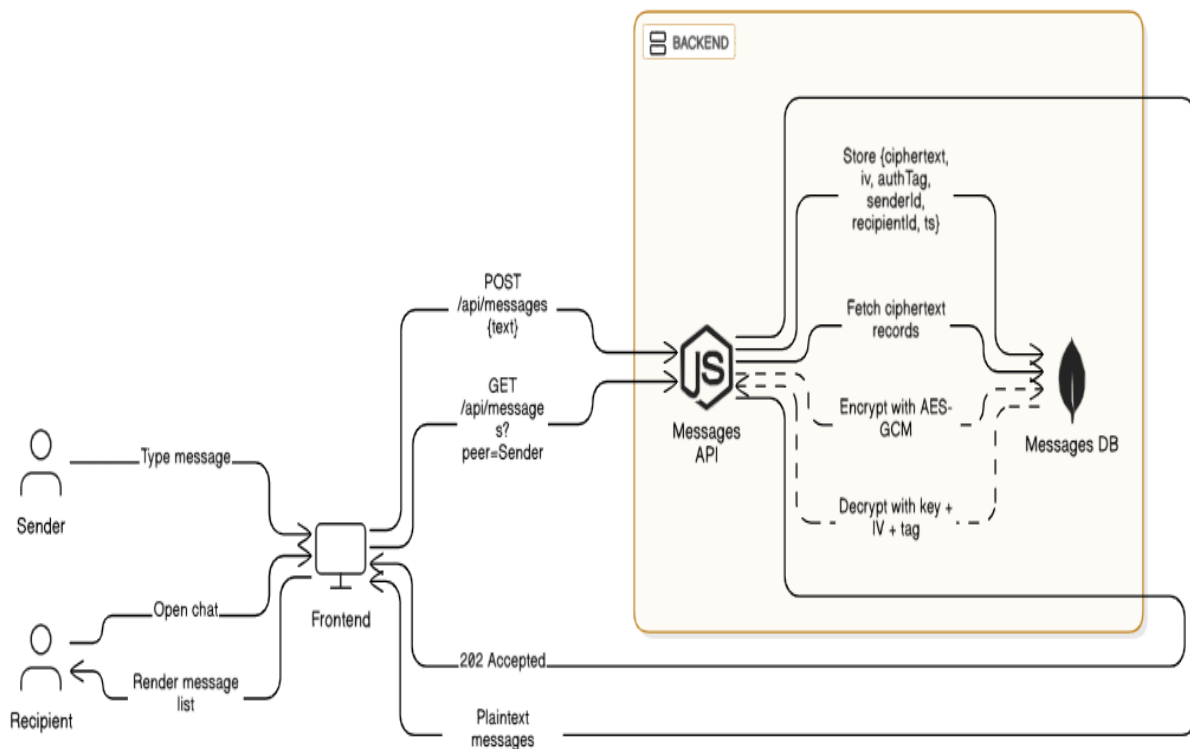 BACKEND
Store {ciphertext,
iv, authTag,
senderId,
recipientId, ts}
POST
/api/messages
{text}
Fetch ciphertext
records
JS
GET
/api/message
s?
peer=Sender
Messages
API
Encrypt with AES-
GCM
Messages DB
Type message
Sender
Decrypt with key +
IV + tag
Open chat
Frontend
202 Accepted
Render message
list
Recipient
Plaintext
messages